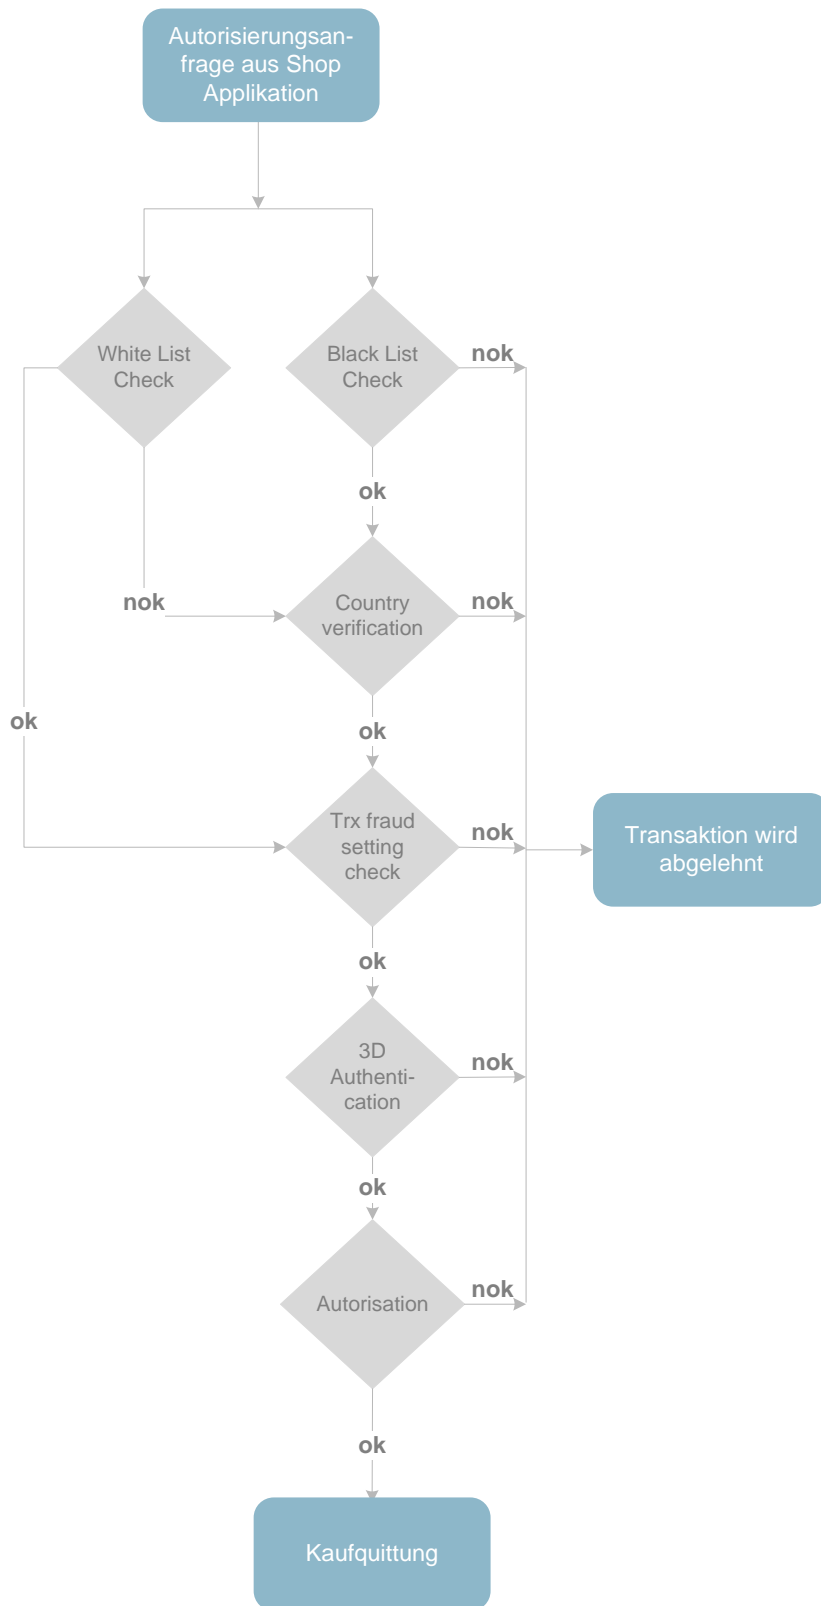 Autorisierungsan-
frage aus Shop
Applikation
White List
Check
Black List
Check
nok
ok
nok
Country
verification
nok
ok
ok
Trx fraud
setting
check
nok
Transaktion wird
abgelehnt
ok
3D
Authenti-
cation
nok
ok
Autorisation
nok
ok
Kaufquittung